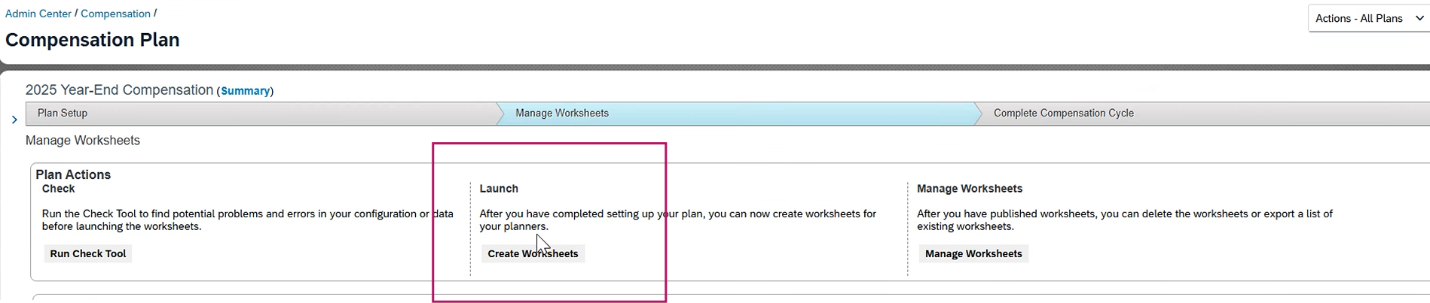 Admin Center / Compensation /
Actions - All Plans
Compensation Plan
2025 Year-End Compensation (Summary)
Plan Setup
Manage Worksheets
Complete Compensation Cycle
Manage Worksheets
Plan Actions
Check
Run the Check Tool to find potential problems and errors in your configuration or data
before launching the worksheets.
Run Check Tool
Launch
After you have completed setting up your plan, you can now create worksheets for
your planners.
Create Worksheets
Manage Worksheets
After you have published worksheets, you can delete the worksheets or export a list of
existing worksheets.
Manage Worksheets